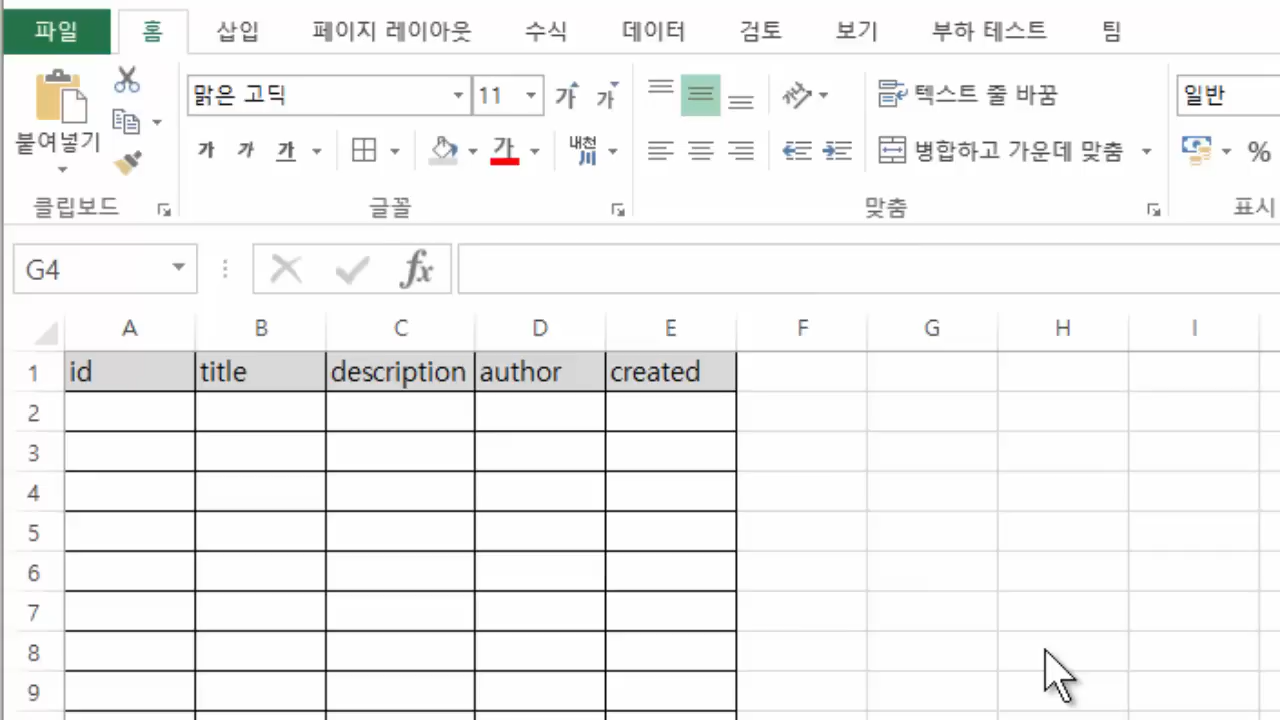 파일 홈 삽입 페이지 레이아웃 수식 데이터 검토 보기 부하 테스트 팀
맑은 고딕 11 텍스트 줄 바꿈 일반
붙여넣기 가 가 가 가 내천 병합하고 가운데 맞춤 %
클립보드 글꼴 맞춤 표시
G4 fx
A B C D E F G H I
1 id title description author created
2
3
4
5
6
7
8
9